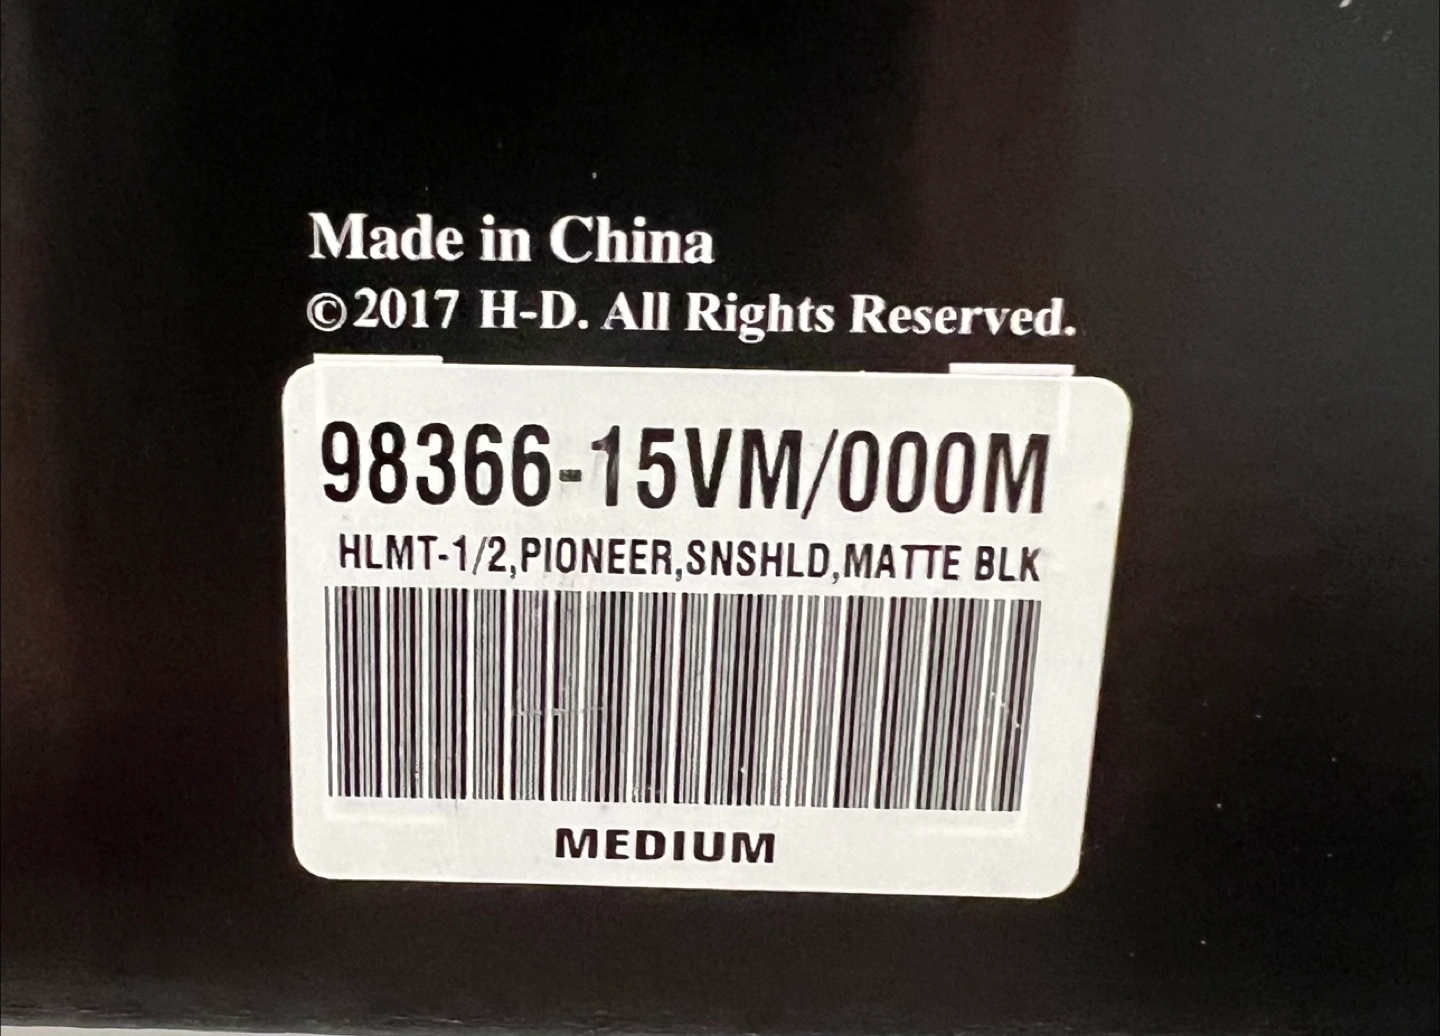 Made in China
©2017 H-D. All Rights Reserved.
98366-15VM/000M
HLMT-1/2,PIONEER,SNSHLD,MATTE BLK
MEDIUM